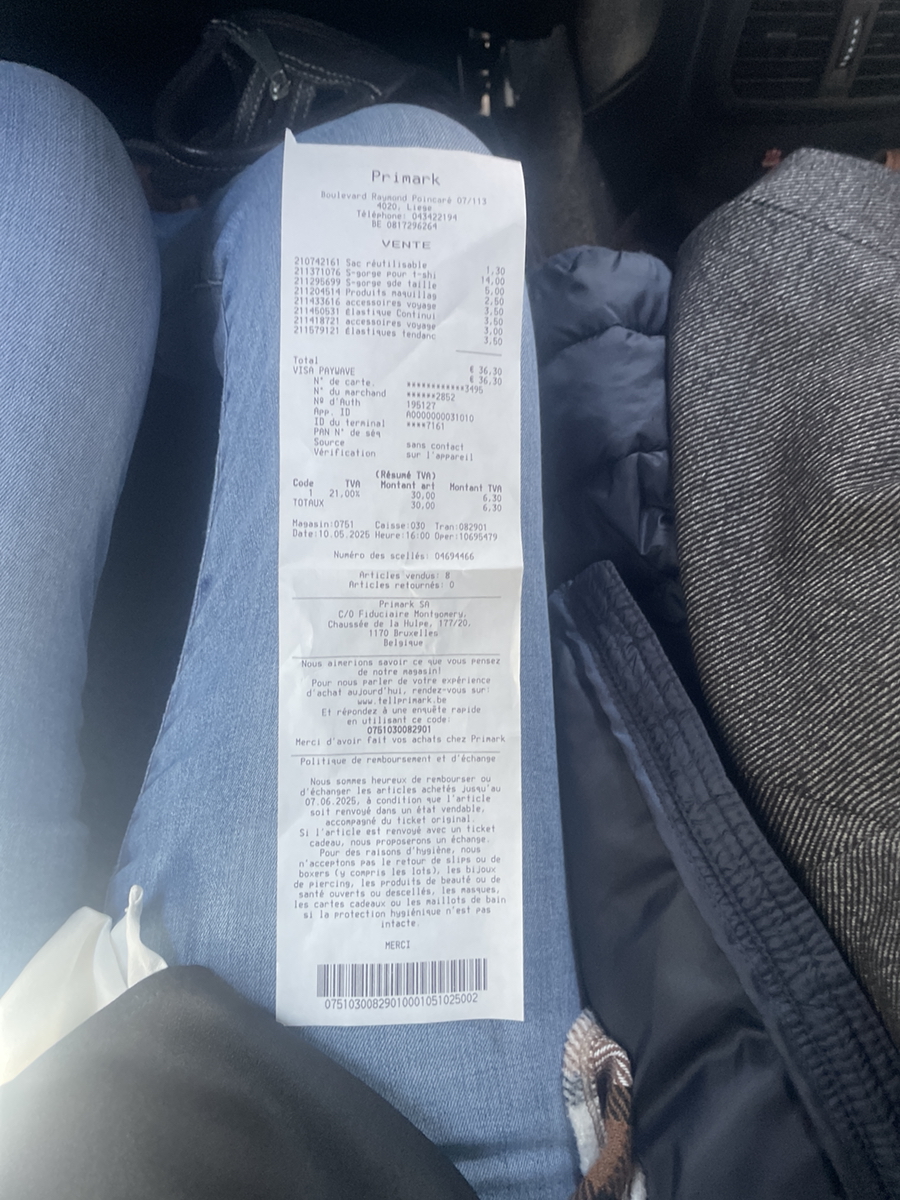 Primark
Boulevard Raymond Poincaré 07/113
4020, Liege
Téléphone: 043422194
BE 0817296264
VENTE
210742161 Sac réutilisable 1,30
211371076 S-gorge pour t-shi 14,00
211295699 S-gorge gde taille 5,00
211204514 Produits maquillag 2,50
211433616 accessoires voyage 3,50
211450531 élastique Continui 3,50
211418721 accessoires voyage 3,00
211579121 Élastiques tendanc 3,50
Total € 36,30
VISA PAYWAVE € 36,30
N° de carte. ************3495
N° du marchand ******2852
Nº d'Auth 195127
App. ID A0000000031010
ID du terminal ****7161
PAN N° de séq
Source sans contact
Vérification sur l'appareil
(Résumé TVA)
Code TVA Montant art Montant TVA
1 21,00% 30,00 6,30
TOTAUX 30,00 6,30
Magasin:0751 Caisse:030 Tran:082901
Date:10.05.2025 Heure:16:00 Oper:10695479
Numéro des scellés: 04694466
Articles vendus: 8
Articles retournés: 0
Primark SA
C/O Fiduciaire Montgomery,
Chaussée de la Hulpe, 177/20,
1170 Bruxelles
Belgique
Nous aimerions savoir ce que vous pensez
de notre magasin!
Pour nous parler de votre expérience
d'achat aujourd'hui, rendez-vous sur:
www.tellprimark.be
Et répondez à une enquête rapide
en utilisant ce code:
0751030082901
Merci d'avoir fait vos achats chez Primark
Politique de remboursement et d'échange
Nous sommes heureux de rembourser ou
d'échanger les articles achetés jusqu'au
07.06.2025, à condition que l'article
soit renvoyé dans un état vendable,
accompagné du ticket original.
Si l'article est renvoyé avec un ticket
cadeau, nous proposerons un échange.
Pour des raisons d'hygiène, nous
n'acceptons pas le retour de slips ou de
boxers (y compris les lots), les bijoux
de piercing, les produits de beauté ou de
santé ouverts ou descellés, les masques,
les cartes cadeaux ou les maillots de bain
si la protection hygiénique n'est pas
intacte.
MERCI
07510300829010001051025002